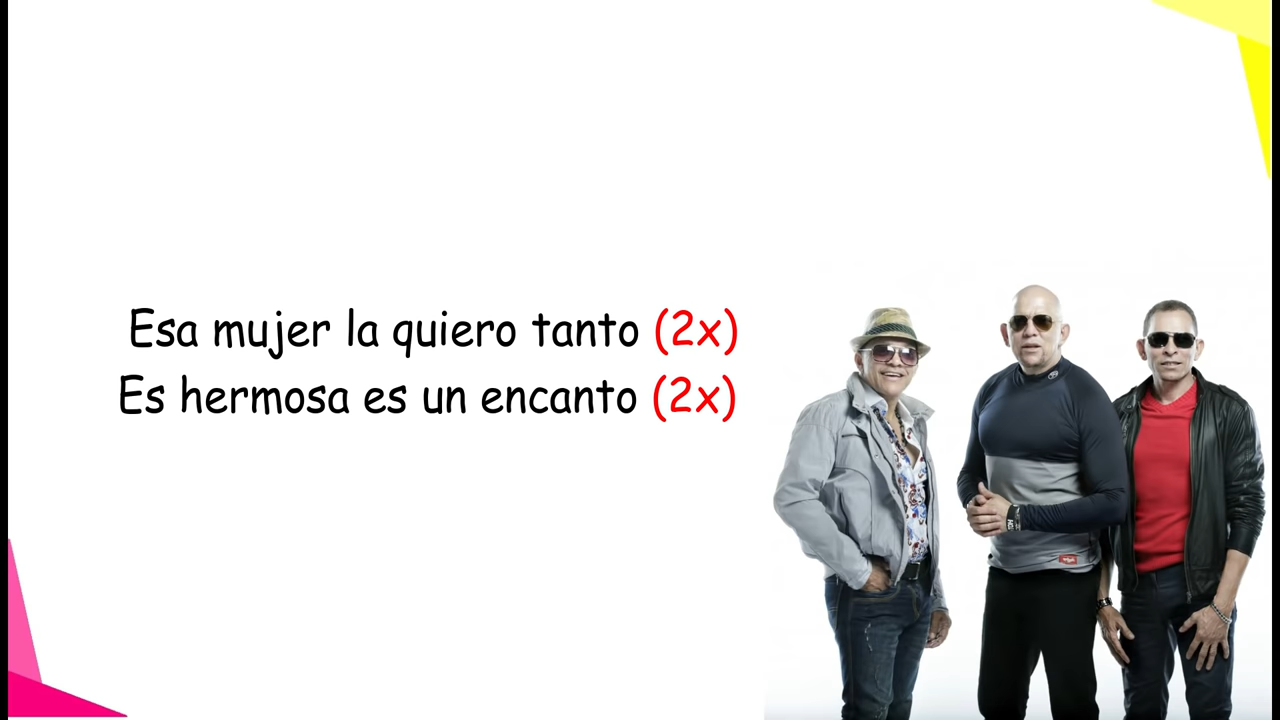 Esa mujer la quiero tanto (2x)
Es hermosa es un encanto (2x)